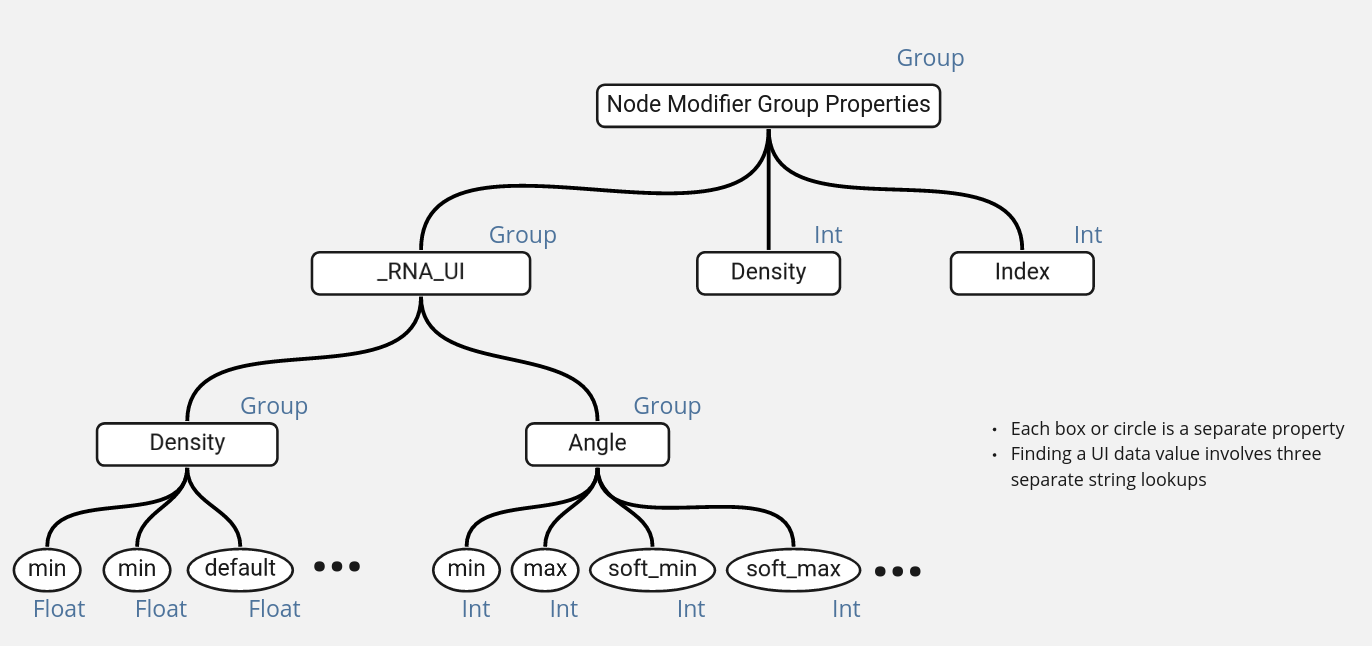 Group
Node Modifier Group Properties
Group
Int
Int
_RNA_UI
Density
Index
Group
Group
Density
Angle
• Each box or circle is a separate property
• Finding a UI data value involves three
separate string lookups
min
min
default
•••
min
max
soft_min
soft_max
•••
Float
Float
Float
Int
Int
Int
Int